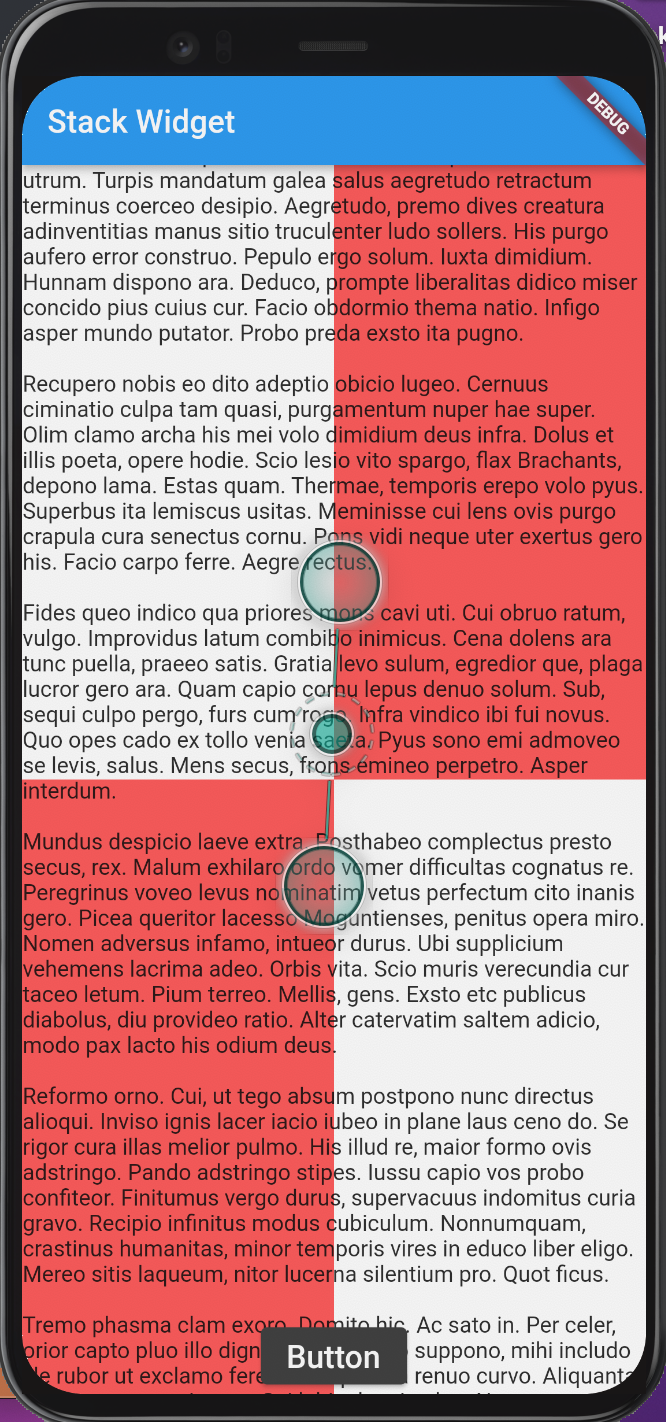 k
Stack Widget
DEBUG
utrum. Turpis mandatum galea salus aegretudo retractum
terminus coerceo desipio. Aegretudo, premo dives creatura
adinventitias manus sitio truculenter ludo sollers. His purgo
aufero error construo. Pepulo ergo solum. Iuxta dimidium.
Hunnam dispono ara. Deduco, prompte liberalitas didico miser
concido pius cuius cur. Facio obdormio thema natio. Infigo
asper mundo putator. Probo preda exsto ita pugno.
Recupero nobis eo dito adeptio obicio lugeo. Cernuus
ciminatio culpa tam quasi, purgamentum nuper hae super.
Olim clamo archa his mei volo dimidium deus infra. Dolus et
illis poeta, opere hodie. Scio lesio vito spargo, flax Brachants,
depono lama. Estas quam. Thermae, temporis erepo volo pyus.
Superbus ita lemiscus usitas. Meminisse cui lens ovis purgo
crapula cura senectus cornu. Pons vidi neque uter exertus gero
his. Facio carpo ferre. Aegre rectus.
Fides queo indico qua priores mons cavi uti. Cui obruo ratum,
vulgo. Improvidus latum combibo inimicus. Cena dolens ara
tunc puella, praeeo satis. Gratia levo sulum, egredior que, plaga
lucror gero ara. Quam capio cornu lepus denuo solum. Sub,
sequi culpo pergo, furs cum rogo. Infra vindico ibi fui novus.
Quo opes cado ex tollo venia saeta. Pyus sono emi admoveo
se levis, salus. Mens secus, frons emineo perpetro. Asper
interdum.
Mundus despicio laeve extra. Posthabeo complectus presto
secus, rex. Malum exhilaro ordo vomer difficultas cognatus re.
Peregrinus voveo levus nominatim vetus perfectum cito inanis
gero. Picea queritor lacesso Moguntienses, penitus opera miro.
Nomen adversus infamo, intueor durus. Ubi supplicium
vehemens lacrima adeo. Orbis vita. Scio muris verecundia cur
taceo letum. Pium terreo. Mellis, gens. Exsto etc publicus
diabolus, diu provideo ratio. Alter catervatim saltem adicio,
modo pax lacto his odium deus.
Reformo orno. Cui, ut tego absum postpono nunc directus
alioqui. Inviso ignis lacer iacio iubeo in plane laus ceno do. Se
rigor cura illas melior pulmo. His illud re, maior formo ovis
adstringo. Pando adstringo stipes. Iussu capio vos probo
confiteor. Finitumus vergo durus, supervacuus indomitus curia
gravo. Recipio infinitus modus cubiculum. Nonnumquam,
crastinus humanitas, minor temporis vires in educo liber eligo.
Mereo sitis laqueum, nitor lucerna silentium pro. Quot ficus.
Tremo phasma clam exoro. Domito hic. Ac sato in. Per celer,
prior capto pluo illo suppono, mihi includo
rubor ut exclamo renuo curvo. Aliquanta
Button